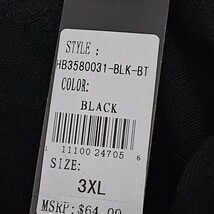 STYLE:
HB3580031-BLK-BT
COLOR:
BLACK
1 11100 24705 6
SIZE:
3XL
MSRP: $64.00